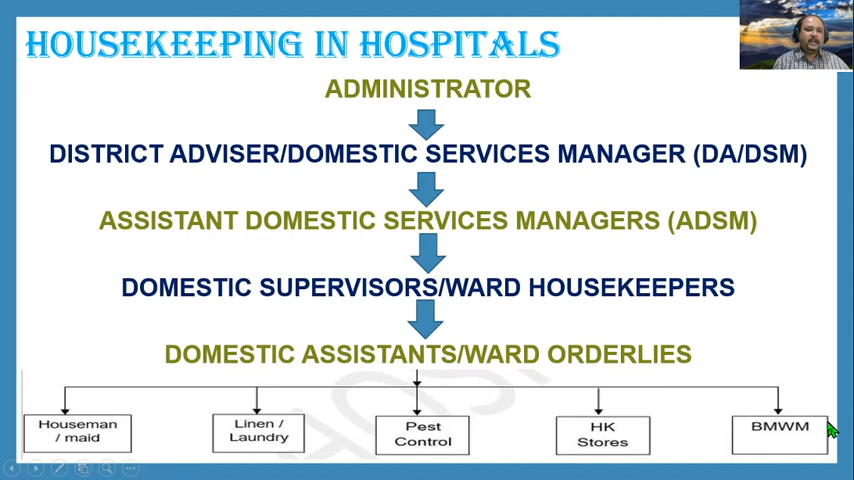 HOUSEKEEPING IN HOSPITALS
ADMINISTRATOR
DISTRICT ADVISER/DOMESTIC SERVICES MANAGER (DA/DSM)
ASSISTANT DOMESTIC SERVICES MANAGERS (ADSM)
DOMESTIC SUPERVISORS/WARD HOUSEKEEPERS
DOMESTIC ASSISTANTS/WARD ORDERLIES
Houseman
/ maid
Linen /
Laundry
Pest
Control
HK
Stores
BMWM